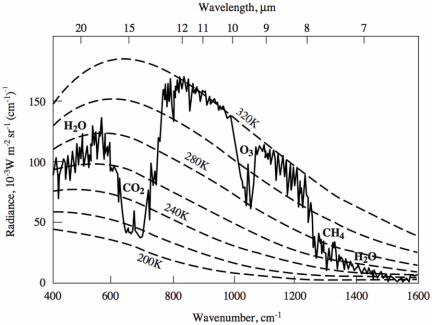 Wavelength, µm
20 15 12 11 10 9 8 7
Radiance, 10⁻³W m⁻² sr⁻¹ (cm⁻¹)⁻¹
150
100
50
0
H₂O
CO₂
O₃
CH₄
H₂O
320K
280K
240K
200K
400 600 800 1000 1200 1400 1600
Wavenumber, cm⁻¹